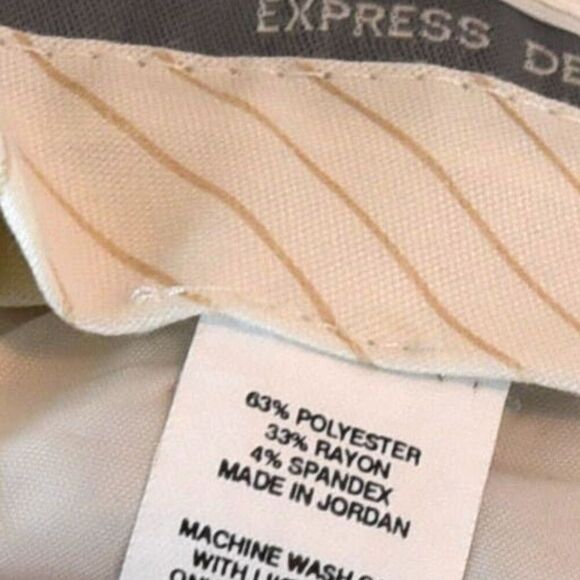 EXPRESS
63% POLYESTER
33% RAYON
4% SPANDEX
MADE IN JORDAN
MACHINE WASH
WITH